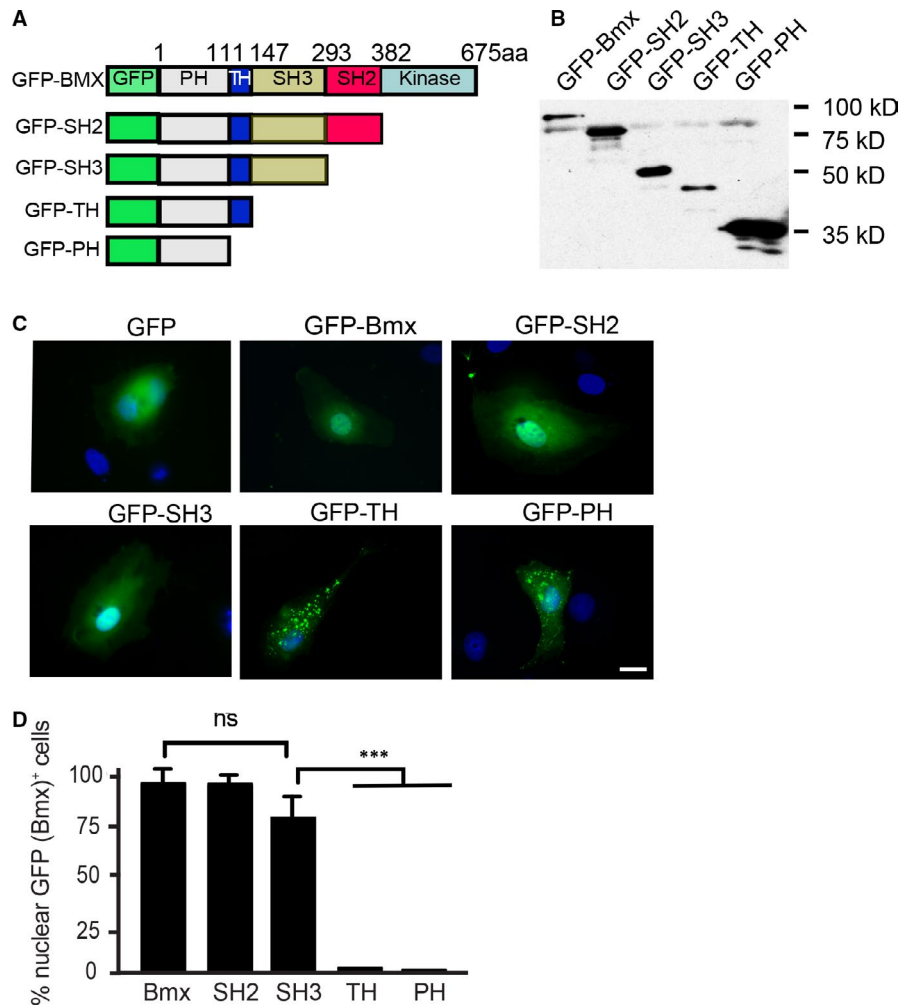 A
1 111 147 293 382 675aa
GFP-BMX GFP PH TH SH3 SH2 Kinase
GFP-SH2
GFP-SH3
GFP-TH
GFP-PH
B
GFP-Bmx GFP-SH2 GFP-SH3 GFP-TH GFP-PH
100 kD
75 kD
50 kD
35 kD
C
GFP GFP-Bmx GFP-SH2
GFP-SH3 GFP-TH GFP-PH
D
ns
***
% nuclear GFP (Bmx)⁺ cells
100
75
50
25
0
Bmx SH2 SH3 TH PH